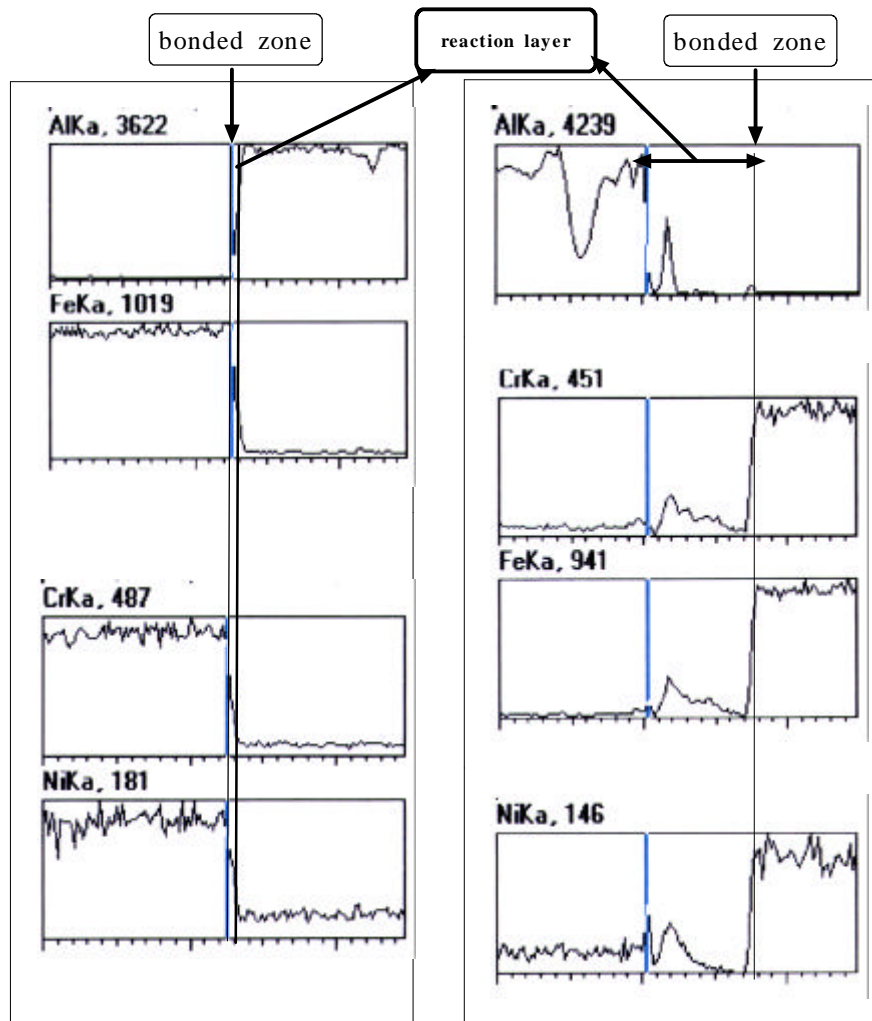 bonded zone
reaction layer
bonded zone
AlKa, 3622
FeKa, 1019
CrKa, 487
NiKa, 181
AlKa, 4239
CrKa, 451
FeKa, 941
NiKa, 146